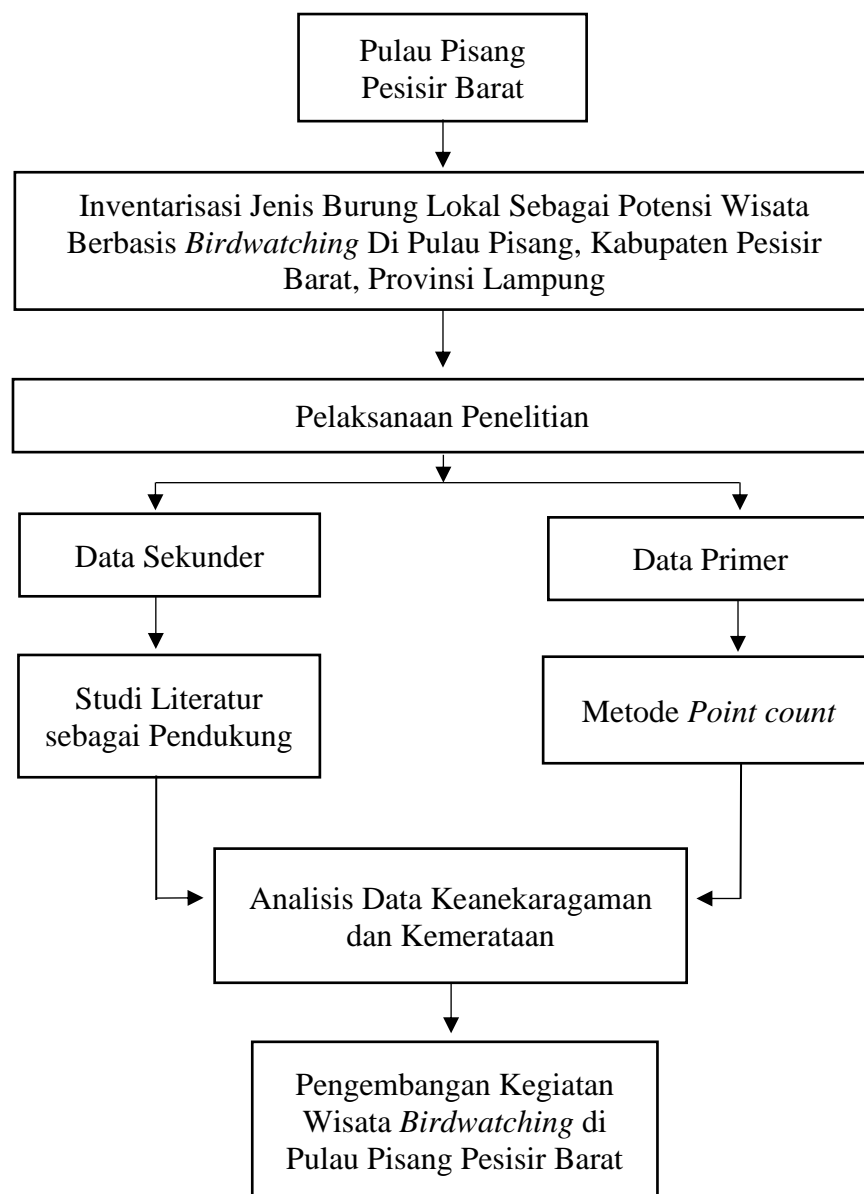 Pulau Pisang
Pesisir Barat
Inventarisasi Jenis Burung Lokal Sebagai Potensi Wisata
Berbasis Birdwatching Di Pulau Pisang, Kabupaten Pesisir
Barat, Provinsi Lampung
Pelaksanaan Penelitian
Data Sekunder
Data Primer
Studi Literatur
sebagai Pendukung
Metode Point count
Analisis Data Keanekaragaman
dan Kemerataan
Pengembangan Kegiatan
Wisata Birdwatching di
Pulau Pisang Pesisir Barat